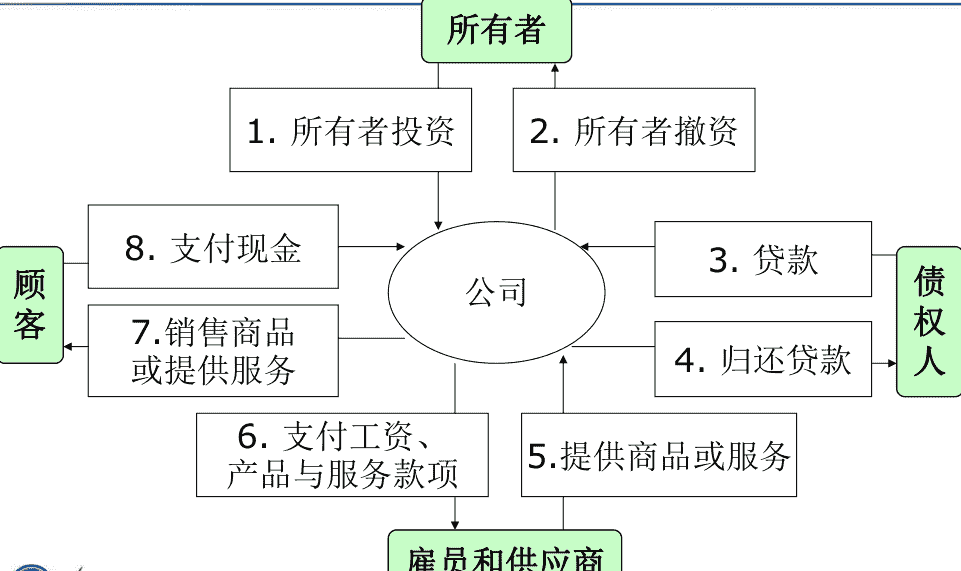 所有者
1. 所有者投资
2. 所有者撤资
8. 支付现金
3. 贷款
顾
客
公司
债
权
人
7.销售商品
或提供服务
4. 归还贷款
6. 支付工资、
产品与服务款项
5.提供商品或服务
雇员和供应商